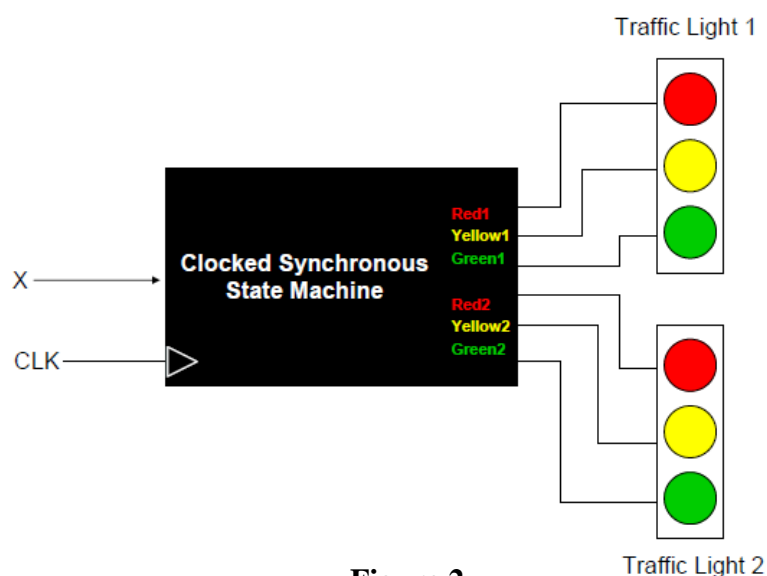 Traffic Light 1
Red1
Yellow1
Green1
Clocked Synchronous
State Machine
X
Red2
Yellow2
Green2
CLK
Traffic Light 2